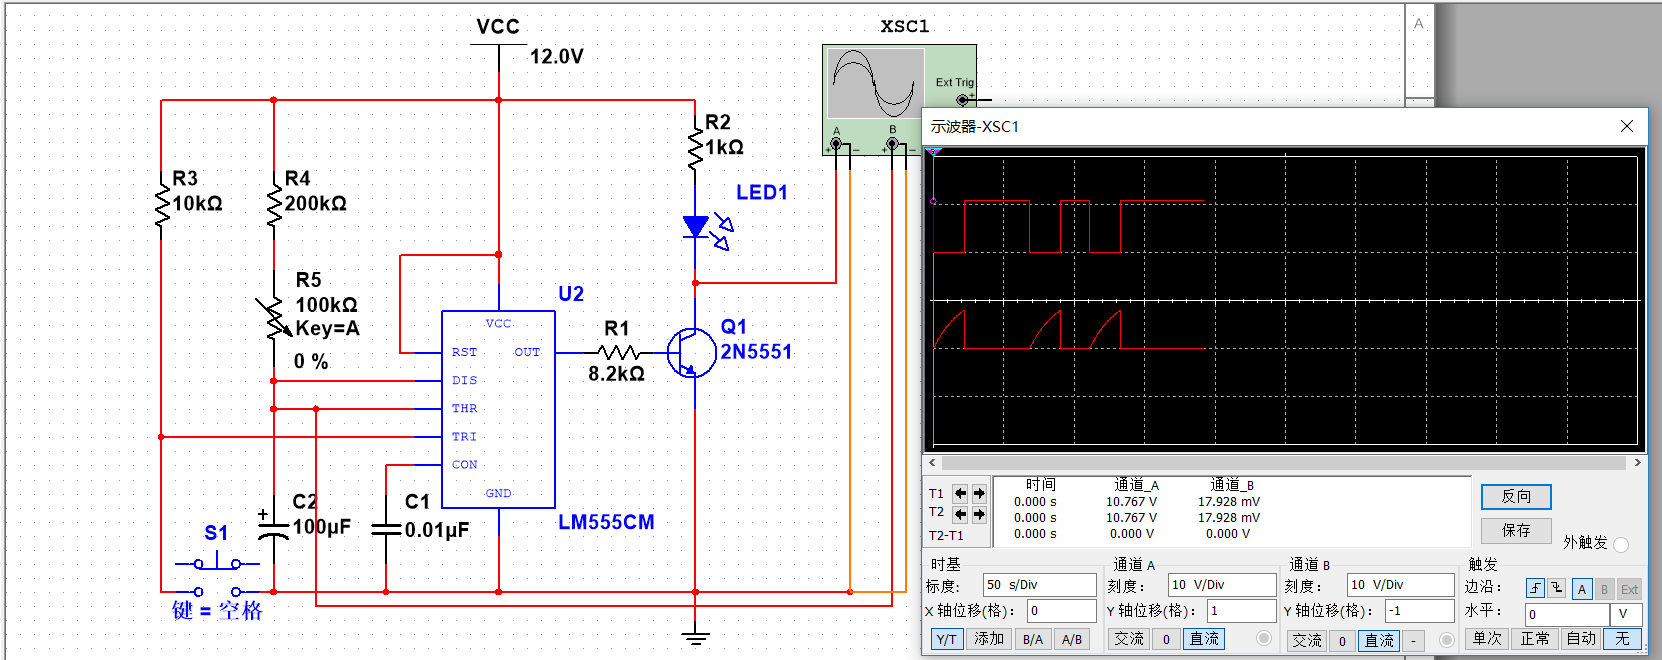 VCC
12.0V
XSC1
A
Ext Trig
+
A
B
+
−
+
−
R2
1kΩ
R3
10kΩ
R4
200kΩ
LED1
R5
100kΩ
Key=A
0 %
U2
VCC
RST
OUT
DIS
THR
TRI
CON
GND
LM555CM
R1
8.2kΩ
Q1
2N5551
C2
+
100μF
C1
0.01μF
S1
键 = 空格
示波器-XSC1
时间
通道_A
通道_B
T1
0.000 s
10.767 V
17.928 mV
T2
0.000 s
10.767 V
17.928 mV
T2-T1
0.000 s
0.000 V
0.000 V
反向
保存
外触发
时基
标度:
50 s/Div
X 轴位移(格):
0
Y/T
添加
B/A
A/B
通道 A
刻度:
10 V/Div
Y 轴位移(格):
1
交流
0
直流
通道 B
刻度:
10 V/Div
Y 轴位移(格):
-1
交流
0
直流
-
触发
边沿:
A
B
Ext
水平:
0
V
单次
正常
自动
无